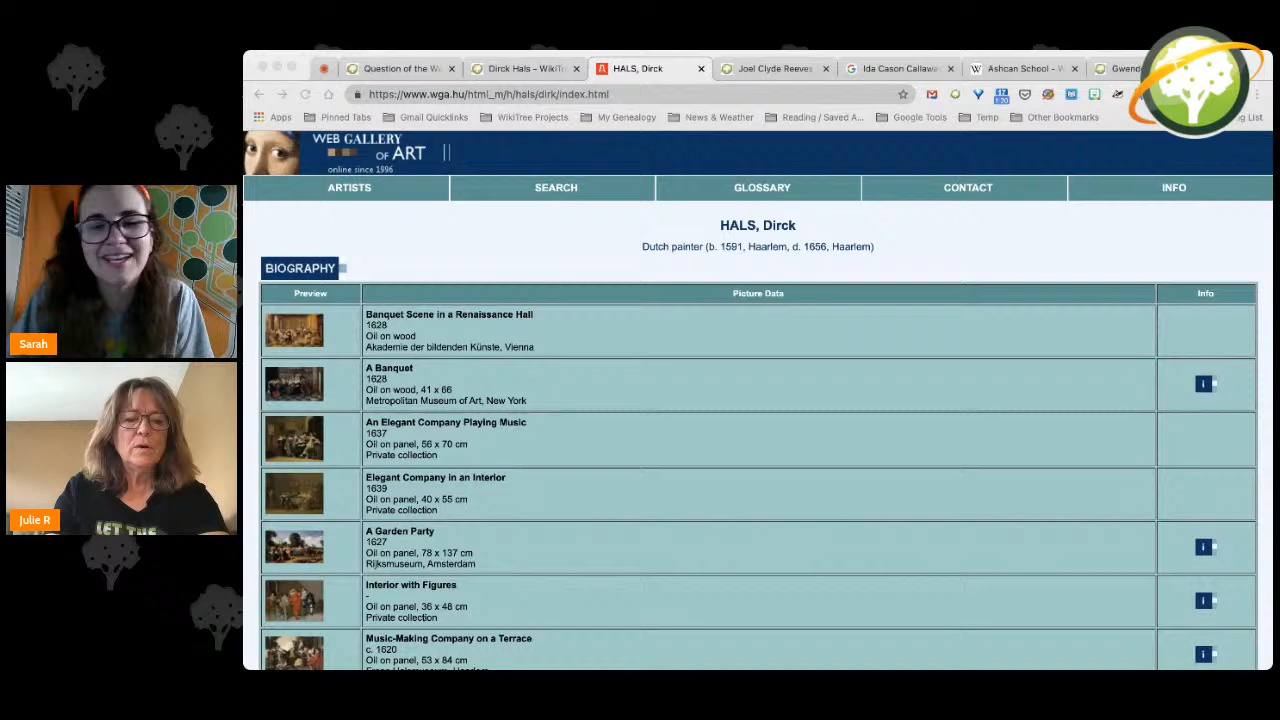 Question of the We
Dirck Hals – WikiTr
HALS, Dirck
Joel Clyde Reeves
Ida Cason Callaway
Ashcan School - W
Gwend
https://www.wga.hu/html_m/h/hals/dirk/index.html
Apps
Pinned Tabs
Gmail Quicklinks
WikiTree Projects
My Genealogy
News & Weather
Reading / Saved A...
Google Tools
Temp
Other Bookmarks
WEB GALLERY
OF ART
online since 1996
ARTISTS SEARCH GLOSSARY CONTACT INFO
HALS, Dirck
Dutch painter (b. 1591, Haarlem, d. 1656, Haarlem)
BIOGRAPHY
Preview Picture Data Info
Banquet Scene in a Renaissance Hall
1628
Oil on wood
Akademie der bildenden Künste, Vienna
A Banquet
1628
Oil on wood, 41 x 66
Metropolitan Museum of Art, New York
i
An Elegant Company Playing Music
1637
Oil on panel, 56 x 70 cm
Private collection
Elegant Company in an Interior
1639
Oil on panel, 40 x 55 cm
Private collection
A Garden Party
1627
Oil on panel, 78 x 137 cm
Rijksmuseum, Amsterdam
i
Interior with Figures
-
Oil on panel, 36 x 48 cm
Private collection
i
Music-Making Company on a Terrace
c. 1620
Oil on panel, 53 x 84 cm
i
Sarah
LET THE
Julie R